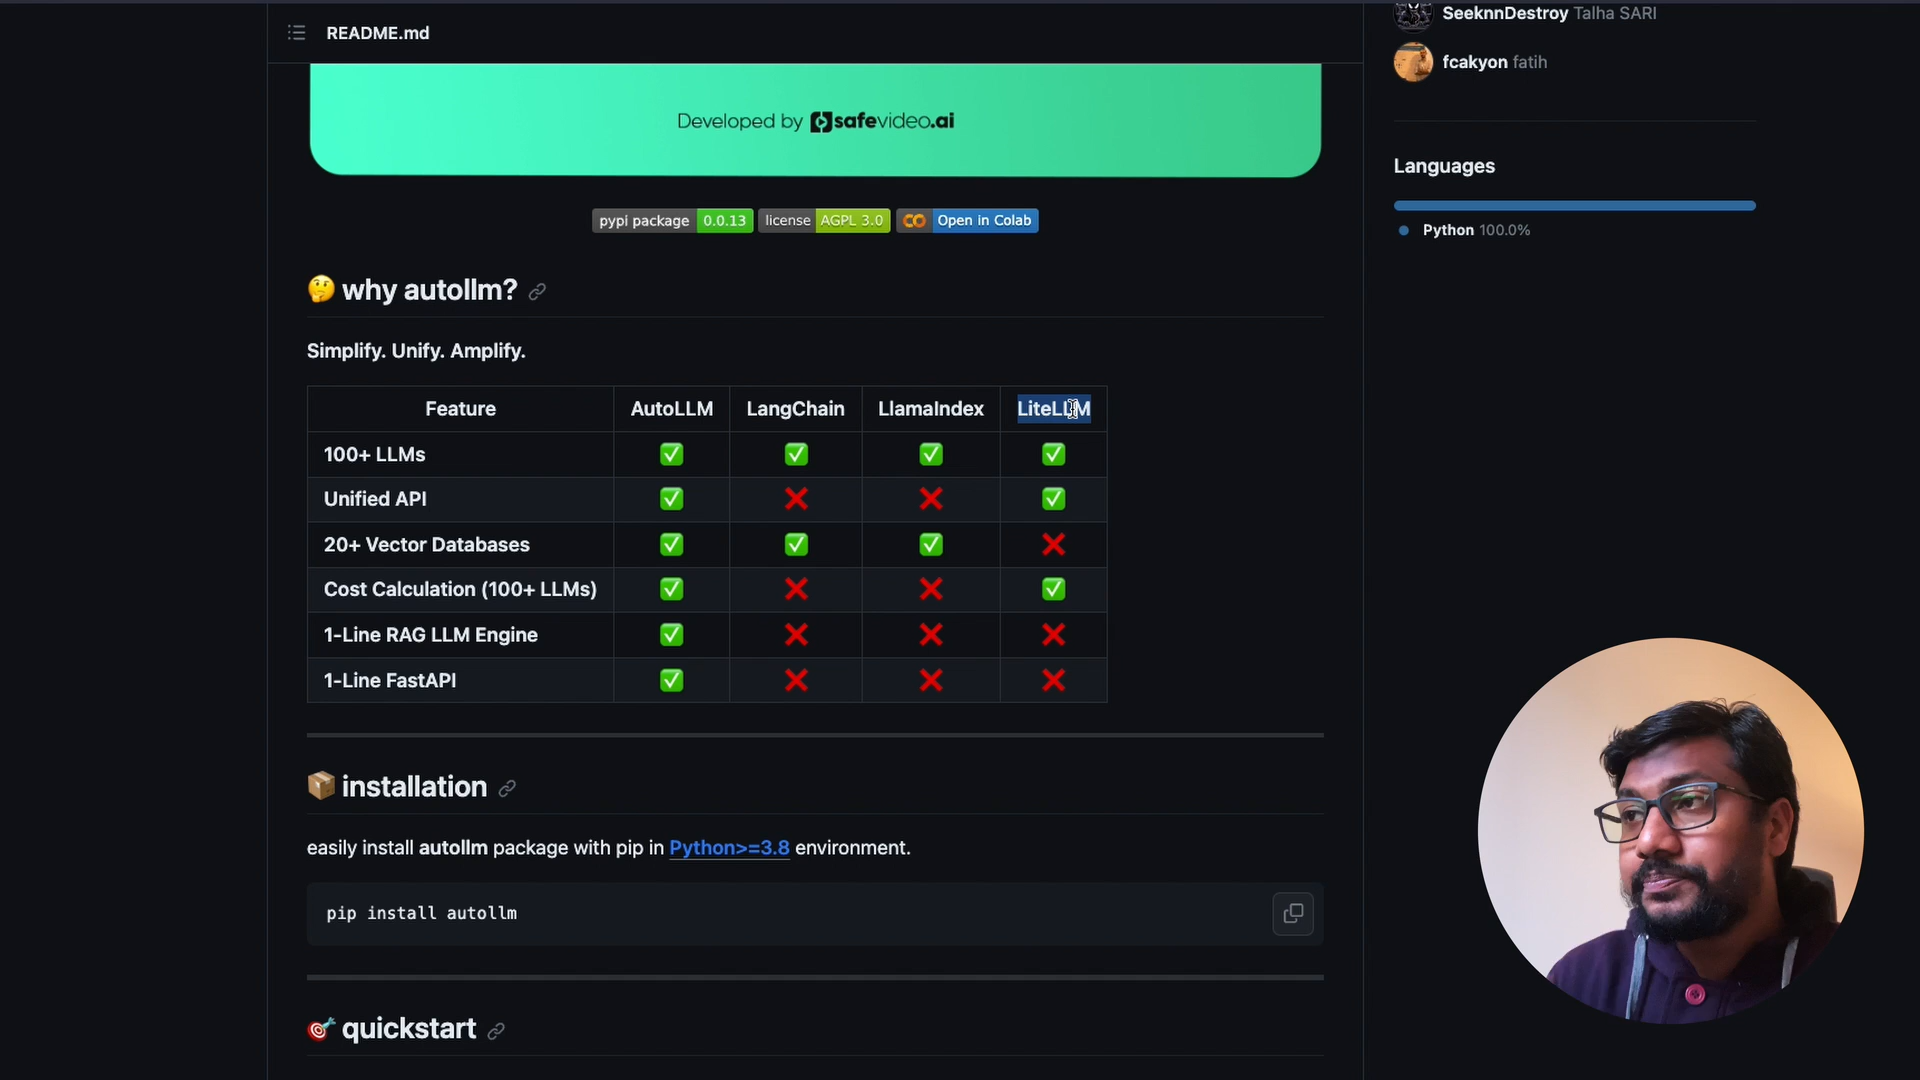 README.md
Developed by safevideo.ai
pypi package 0.0.13 license AGPL 3.0 Open in Colab
🤔 why autollm?
Simplify. Unify. Amplify.
Feature AutoLLM LangChain LlamaIndex LiteLLM
100+ LLMs ✅ ✅ ✅ ✅
Unified API ✅ ❌ ❌ ✅
20+ Vector Databases ✅ ✅ ✅ ❌
Cost Calculation (100+ LLMs) ✅ ❌ ❌ ✅
1-Line RAG LLM Engine ✅ ❌ ❌ ❌
1-Line FastAPI ✅ ❌ ❌ ❌
📦 installation
easily install autollm package with pip in Python>=3.8 environment.
pip install autollm
🎯 quickstart
SeeknnDestroy Talha SARI
fcakyon fatih
Languages
Python 100.0%